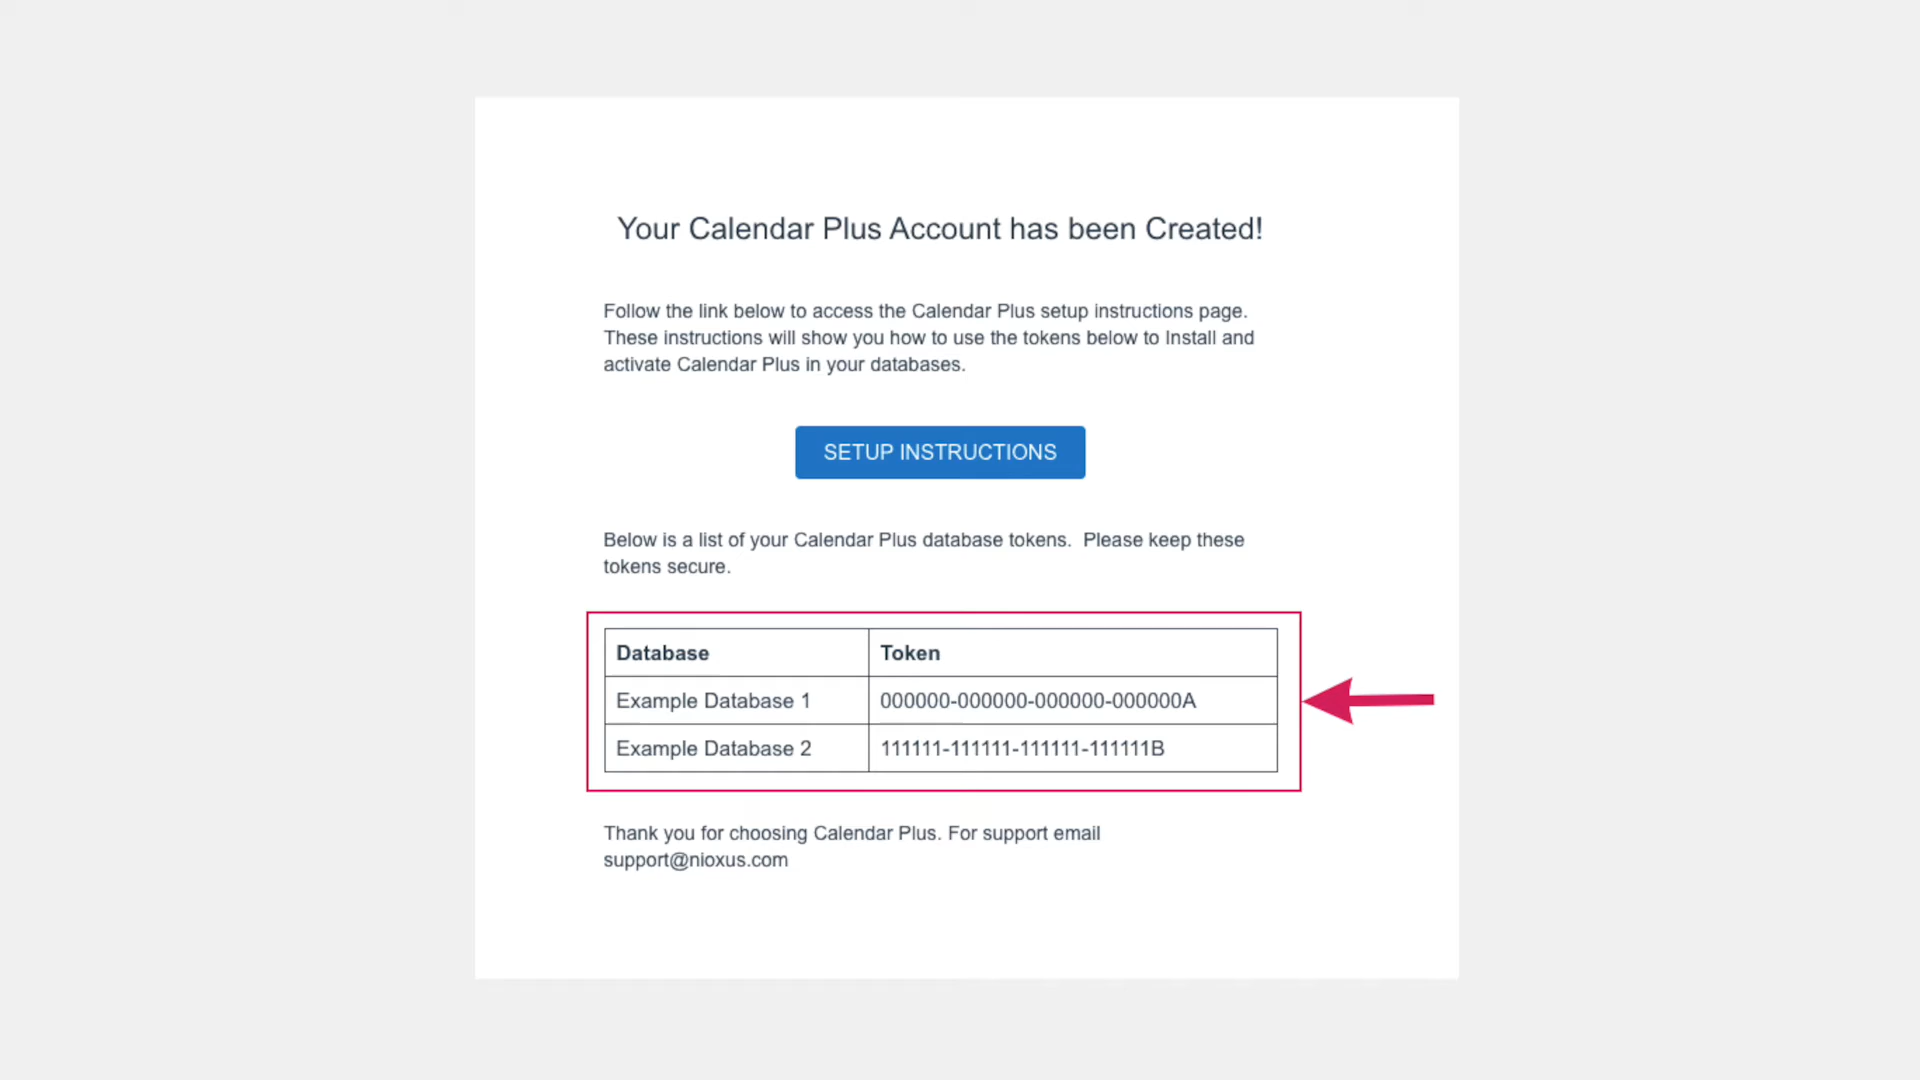 Your Calendar Plus Account has been Created!
Follow the link below to access the Calendar Plus setup instructions page.
These instructions will show you how to use the tokens below to Install and
activate Calendar Plus in your databases.
SETUP INSTRUCTIONS
Below is a list of your Calendar Plus database tokens.  Please keep these
tokens secure.
Database Token
Example Database 1 000000-000000-000000-000000A
Example Database 2 111111-111111-111111-111111B
Thank you for choosing Calendar Plus. For support email
support@nioxus.com